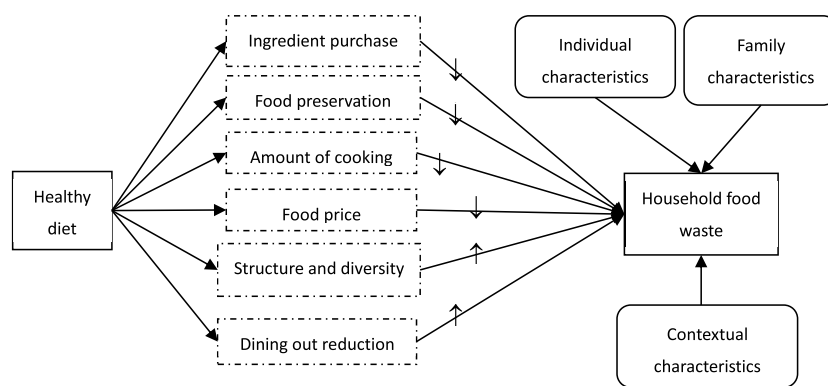 Ingredient purchase
Food preservation
Amount of cooking
Food price
Structure and diversity
Dining out reduction
Healthy
diet
Individual
characteristics
Family
characteristics
Household food
waste
Contextual
characteristics